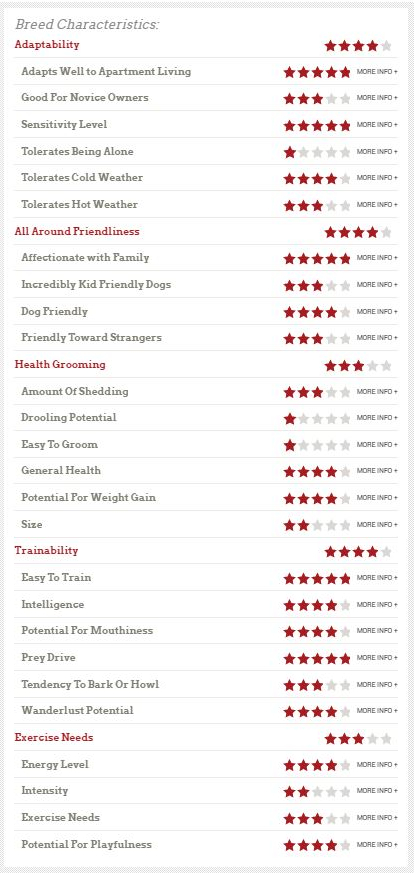 Breed Characteristics:
Adaptability
Adapts Well to Apartment Living MORE INFO +
Good For Novice Owners MORE INFO +
Sensitivity Level MORE INFO +
Tolerates Being Alone MORE INFO +
Tolerates Cold Weather MORE INFO +
Tolerates Hot Weather MORE INFO +
All Around Friendliness
Affectionate with Family MORE INFO +
Incredibly Kid Friendly Dogs MORE INFO +
Dog Friendly MORE INFO +
Friendly Toward Strangers MORE INFO +
Health Grooming
Amount Of Shedding MORE INFO +
Drooling Potential MORE INFO +
Easy To Groom MORE INFO +
General Health MORE INFO +
Potential For Weight Gain MORE INFO +
Size MORE INFO +
Trainability
Easy To Train MORE INFO +
Intelligence MORE INFO +
Potential For Mouthiness MORE INFO +
Prey Drive MORE INFO +
Tendency To Bark Or Howl MORE INFO +
Wanderlust Potential MORE INFO +
Exercise Needs
Energy Level MORE INFO +
Intensity MORE INFO +
Exercise Needs MORE INFO +
Potential For Playfulness MORE INFO +